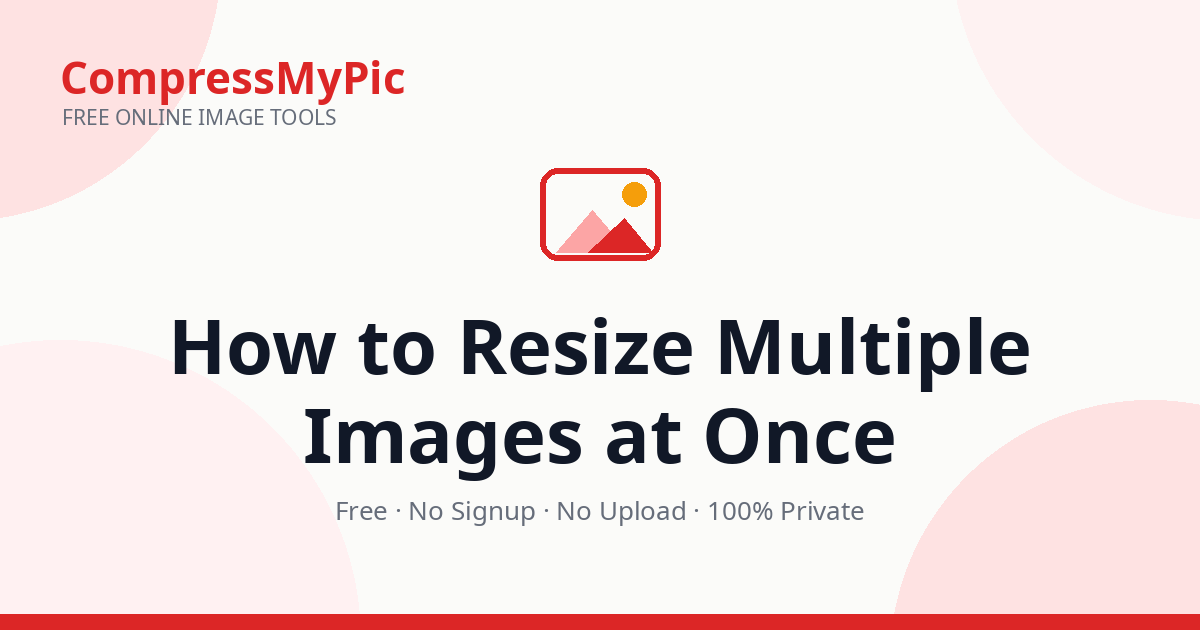 CompressMyPic
FREE ONLINE IMAGE TOOLS
How to Resize Multiple
Images at Once
Free · No Signup · No Upload · 100% Private